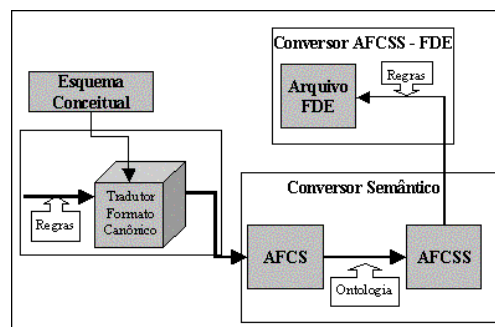 Conversor AFCSS - FDE
Regras
Arquivo
FDE
Esquema
Conceitual
Tradutor
Formato
Canônico
Regras
Conversor Semântico
AFCS
AFCSS
Ontologia